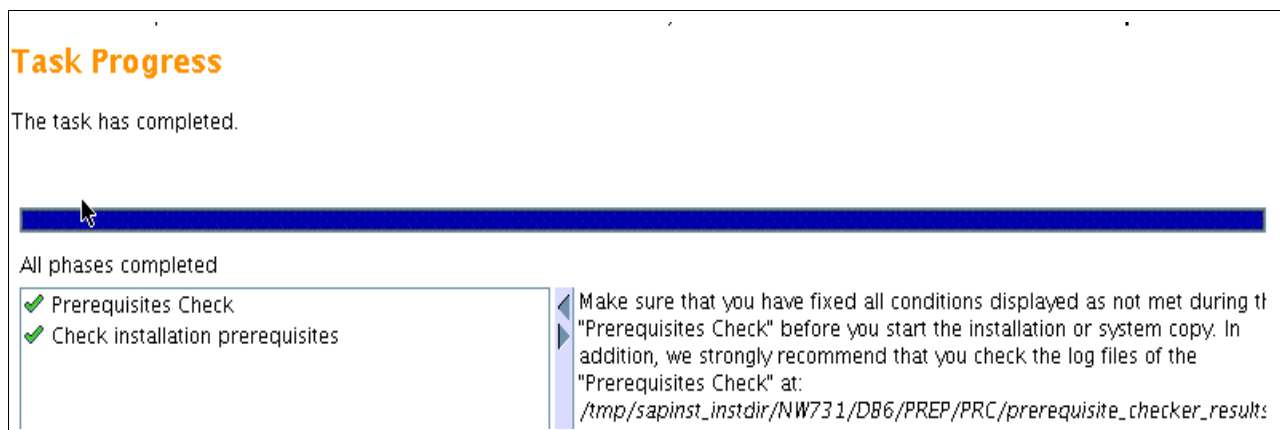 Task Progress
The task has completed.
All phases completed
Prerequisites Check
Check installation prerequisites
Make sure that you have fixed all conditions displayed as not met during
"Prerequisites Check" before you start the installation or system copy. In
addition, we strongly recommend that you check the log files of the
"Prerequisites Check" at:
/tmp/sapinst_instdir/NW731/DB6/PREP/PRC/prerequisite_checker_results